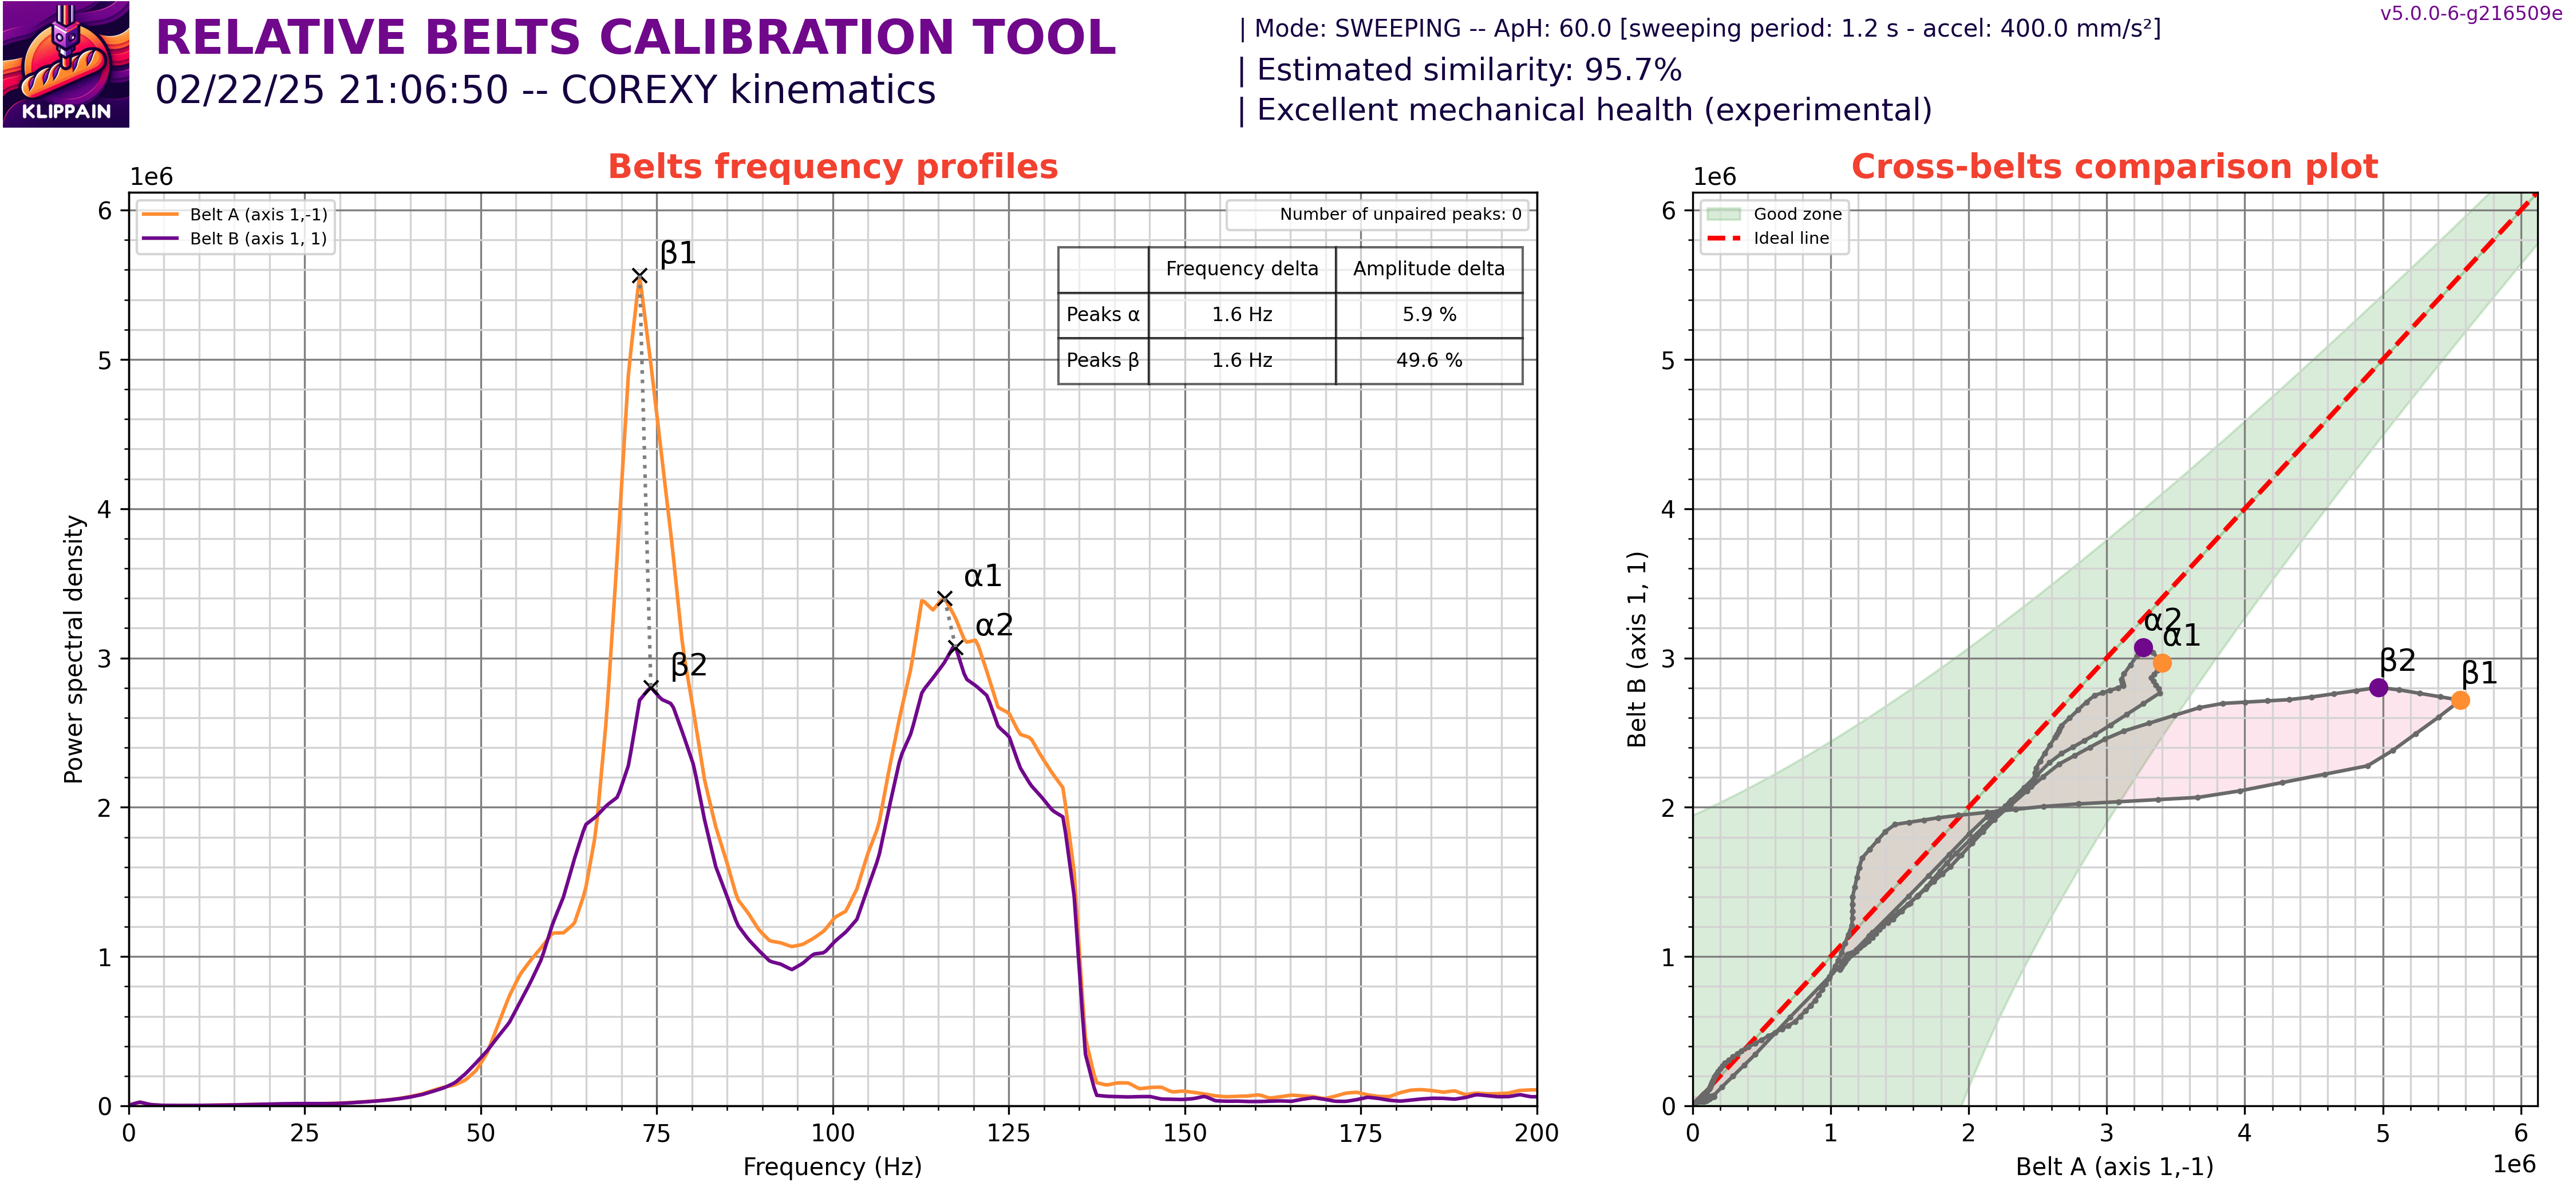 KLIPPAIN
RELATIVE BELTS CALIBRATION TOOL
02/22/25 21:06:50 -- COREXY kinematics
| Mode: SWEEPING -- ApH: 60.0 [sweeping period: 1.2 s - accel: 400.0 mm/s²]
| Estimated similarity: 95.7%
| Excellent mechanical health (experimental)
v5.0.0-6-g216509e
Belts frequency profiles
1e6
Belt A (axis 1,-1)
Belt B (axis 1, 1)
Number of unpaired peaks: 0
Frequency delta Amplitude delta
Peaks α 1.6 Hz 5.9 %
Peaks β 1.6 Hz 49.6 %
β1
β2
α1
α2
6
5
4
3
2
1
0
Power spectral density
0 25 50 75 100 125 150 175 200
Frequency (Hz)
Cross-belts comparison plot
1e6
Good zone
Ideal line
α2
α1
β2
β1
6
5
4
3
2
1
0
Belt B (axis 1, 1)
0 1 2 3 4 5 6
Belt A (axis 1,-1)
1e6